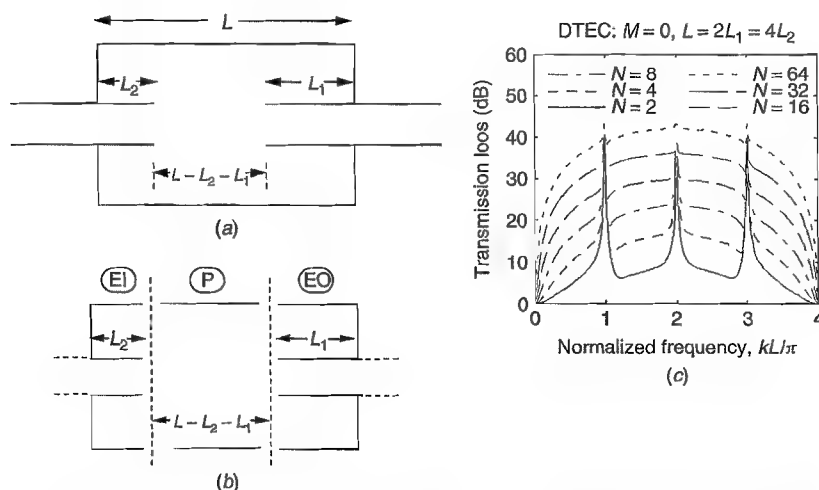 L
L₂
L₁
L – L₂ – L₁
(a)
EI
P
EO
L₂
L₁
L – L₂ – L₁
(b)
DTEC: M = 0, L = 2L₁ = 4L₂
Transmission loos (dB)
60
50
40
30
20
10
0
N = 8
N = 4
N = 2
N = 64
N = 32
N = 16
0
1
2
3
4
Normalized frequency, kL/π
(c)